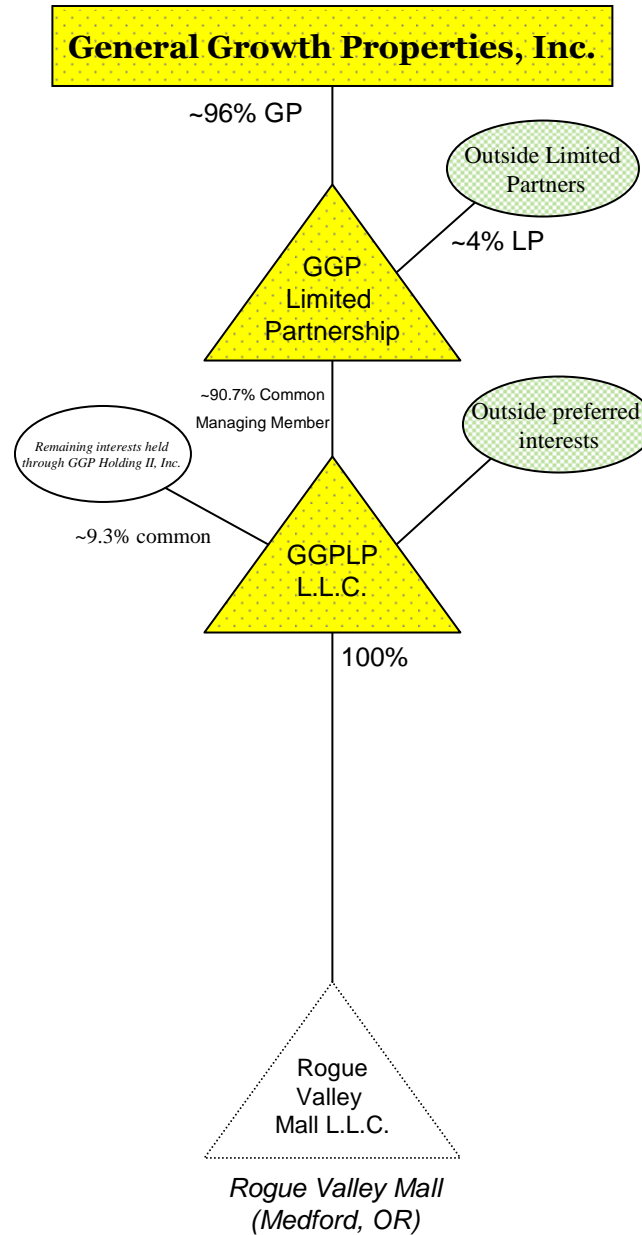 General Growth Properties, Inc.
~96% GP
Outside Limited
Partners
~4% LP
GGP
Limited
Partnership
~90.7% Common
Managing Member
Outside preferred
interests
Remaining interests held
through GGP Holding II, Inc.
~9.3% common
GGPLP
L.L.C.
100%
Rogue
Valley
Mall L.L.C.
Rogue Valley Mall
(Medford, OR)